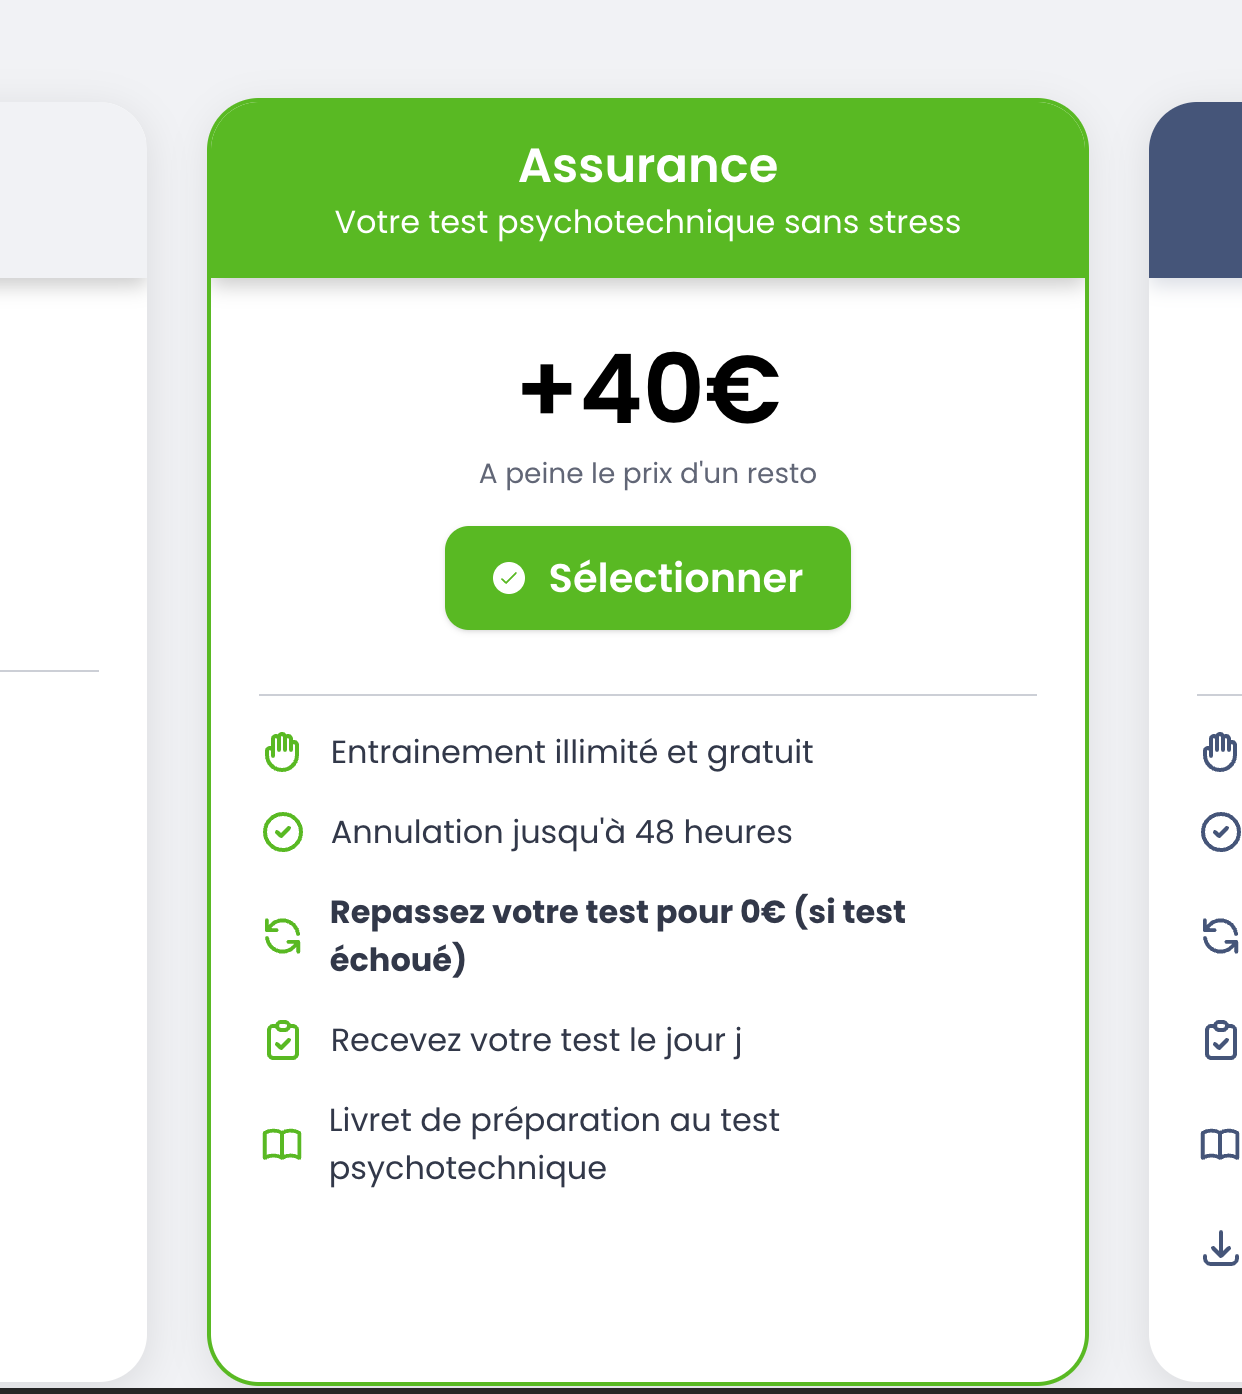 Assurance
Votre test psychotechnique sans stress
+40€
A peine le prix d'un resto
Sélectionner
Entrainement illimité et gratuit
Annulation jusqu'à 48 heures
Repassez votre test pour 0€ (si test
échoué)
Recevez votre test le jour j
Livret de préparation au test
psychotechnique